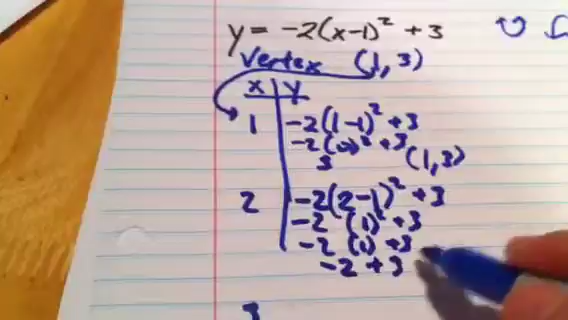 y = -2(x-1)² + 3
Vertex (1,3)
x y
1 -2(1-1)² +3
-2(0)² +3
3 (1,3)
2 -2(2-1)² +3
-2 (1)² +3
-2 (1) +3
-2 + 3